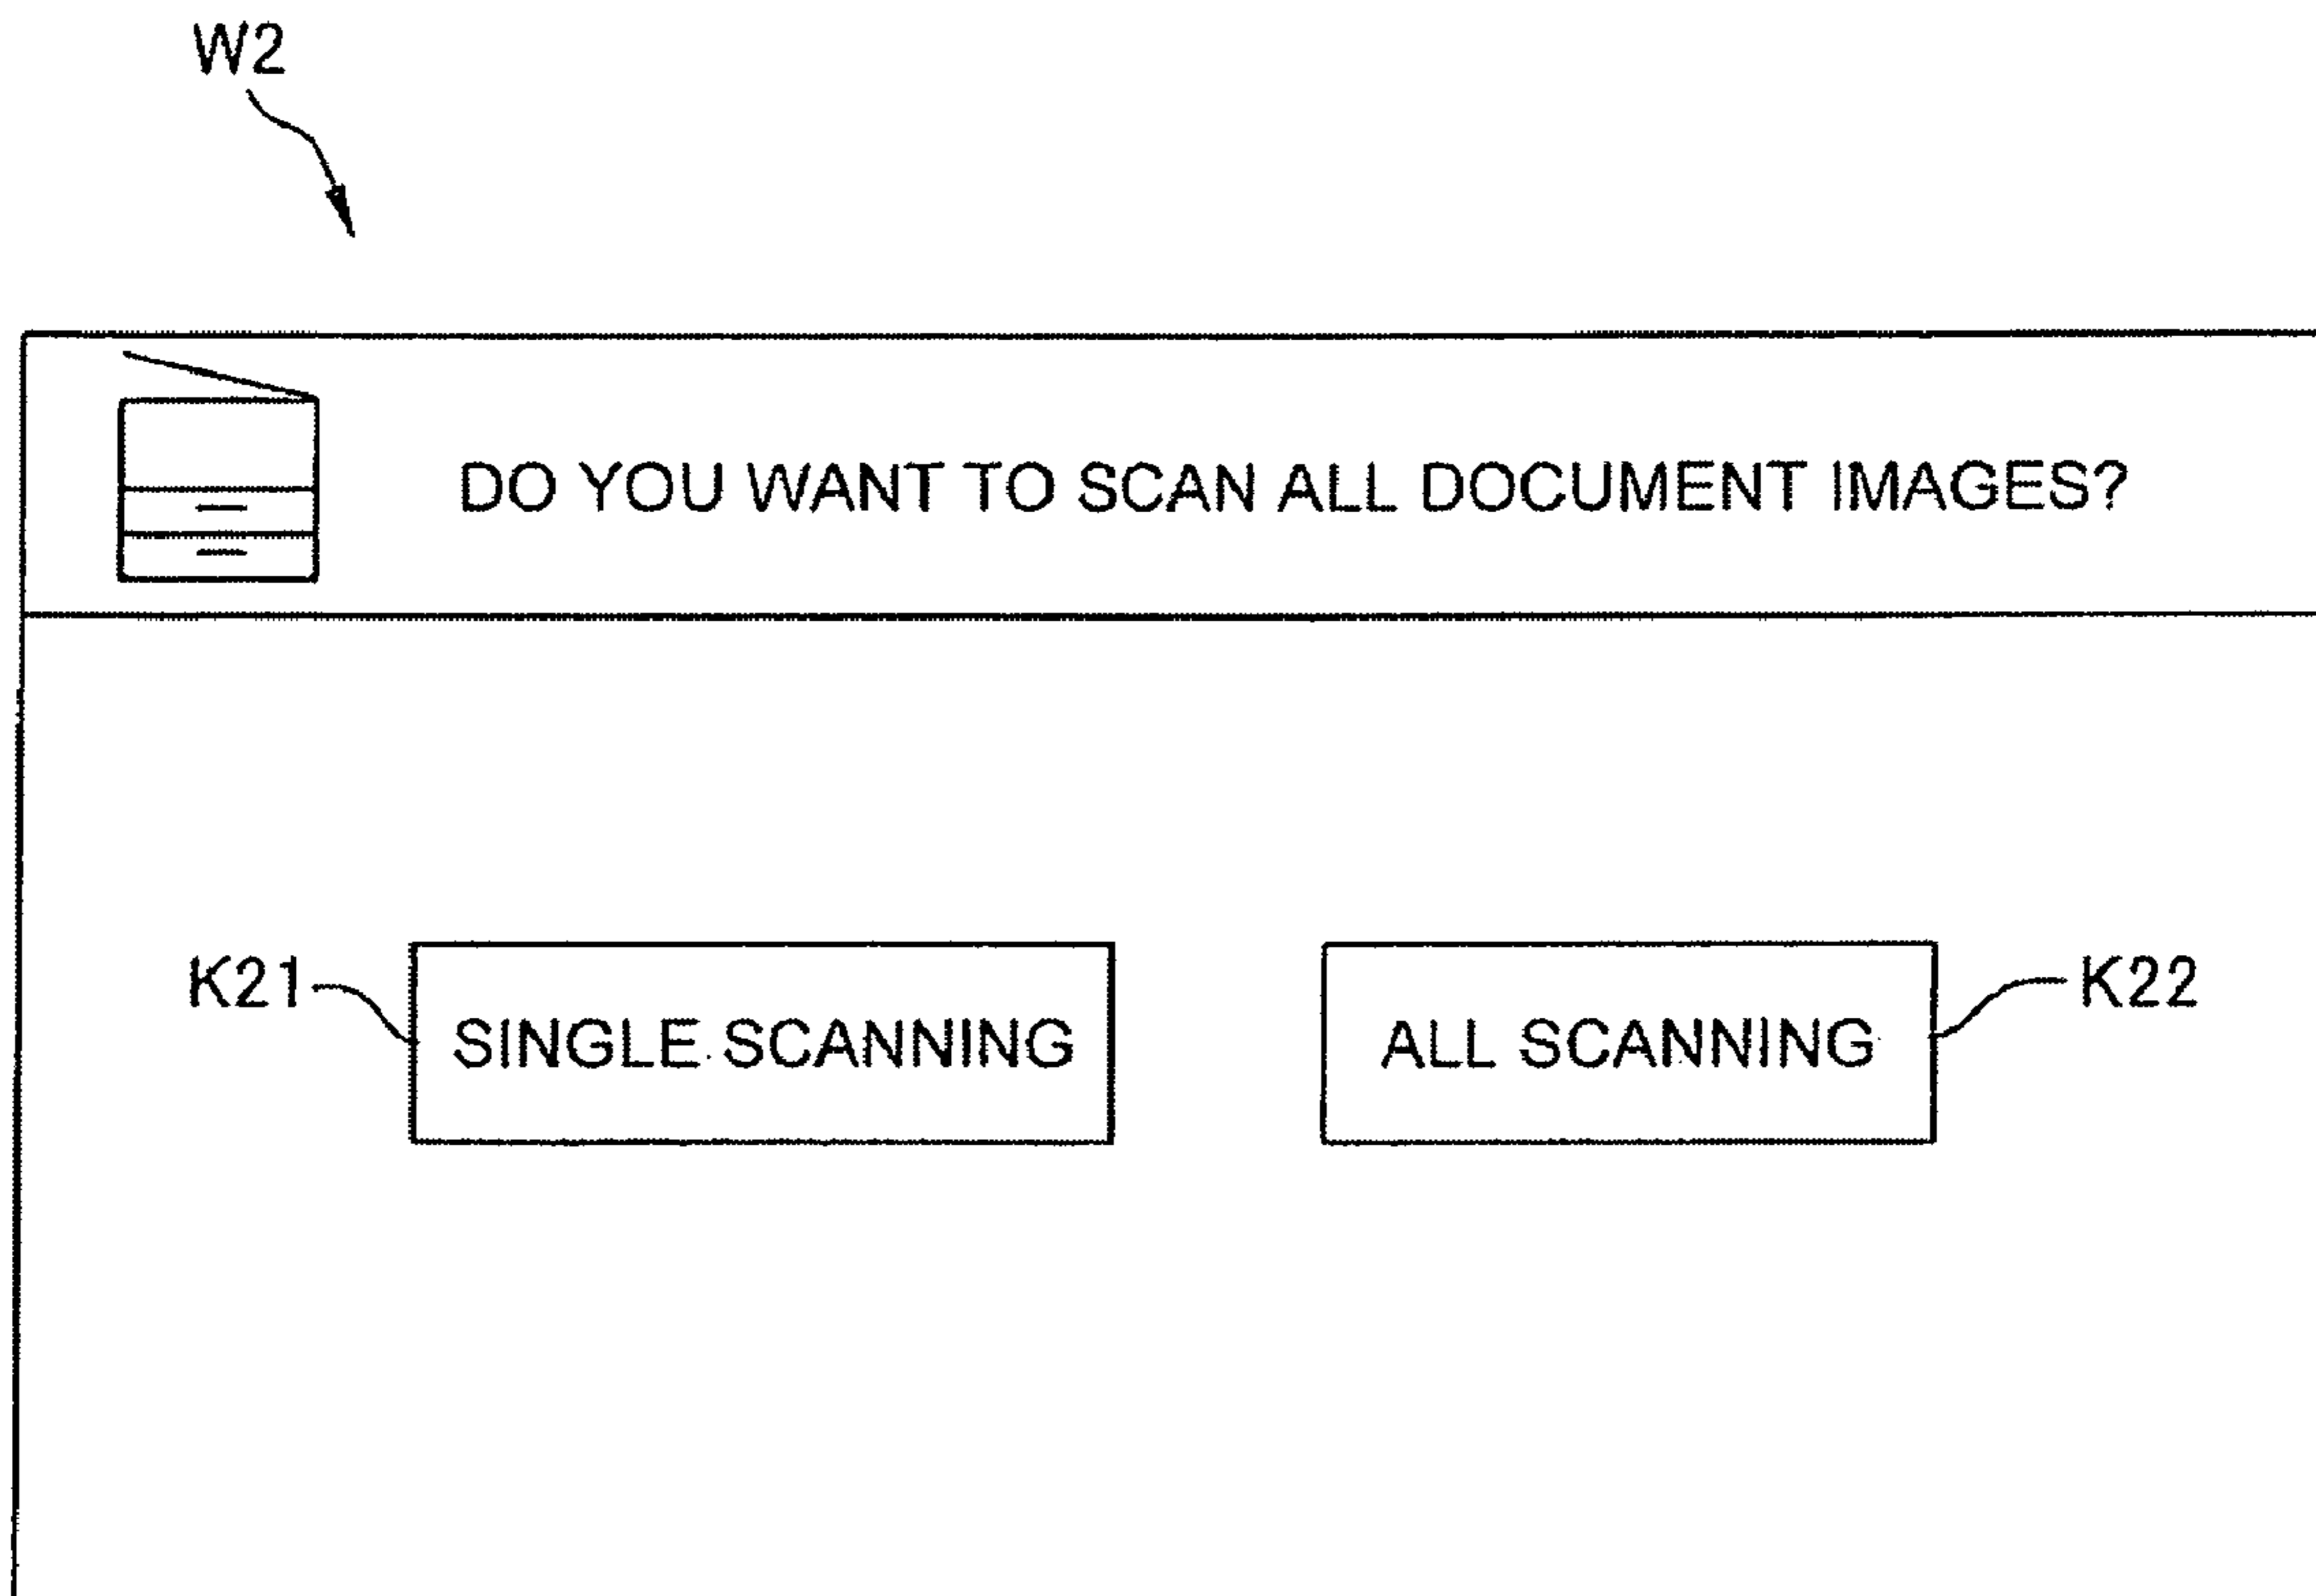 W2
DO YOU WANT TO SCAN ALL DOCUMENT IMAGES?
K21
SINGLE SCANNING
ALL SCANNING
K22